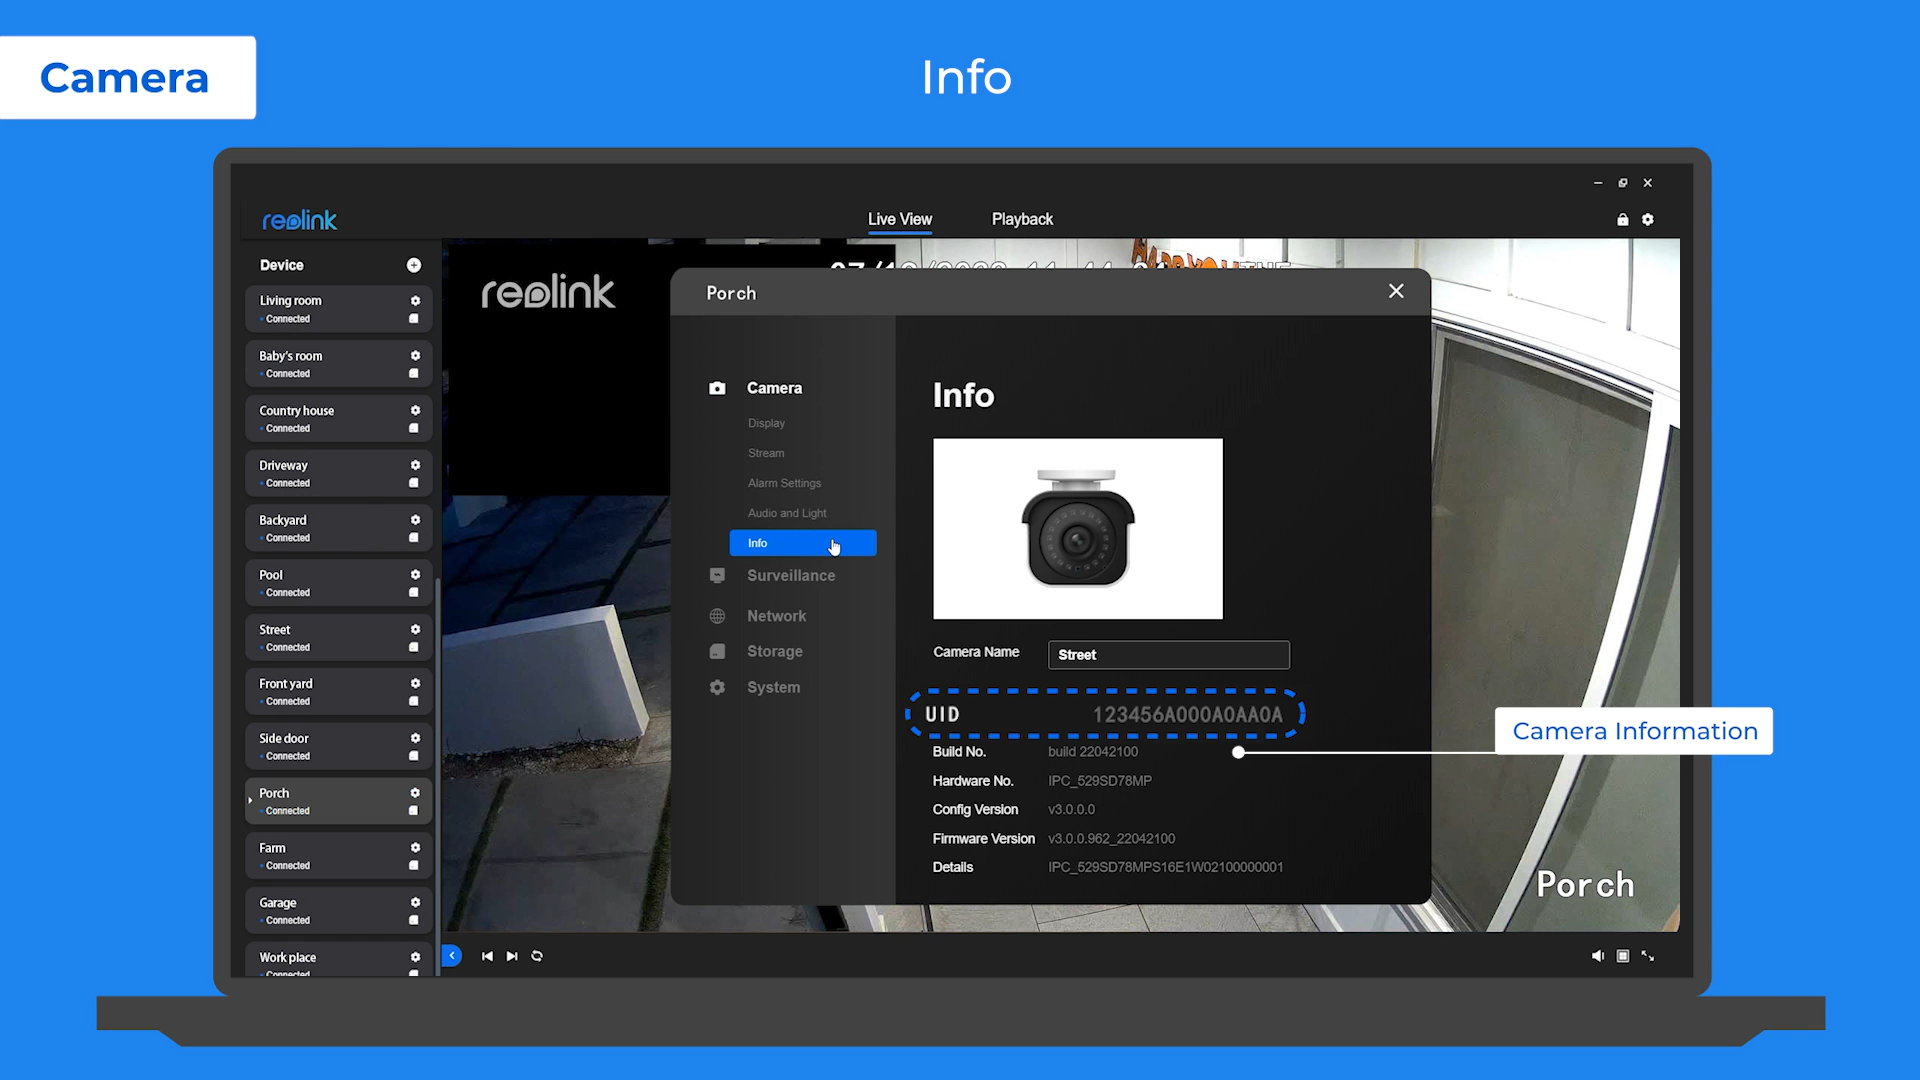 Camera
Info
reolink
Live View
Playback
Device
Living room
Connected
Baby's room
Connected
Country house
Connected
Driveway
Connected
Backyard
Connected
Pool
Connected
Street
Connected
Front yard
Connected
Side door
Connected
Porch
Connected
Farm
Connected
Garage
Connected
Work place
Connected
reolink
Porch
Camera
Display
Stream
Alarm Settings
Audio and Light
Info
Surveillance
Network
Storage
System
Info
Camera Name Street
UID 123456A000A0AA0A
Build No. build 22042100
Hardware No. IPC_529SD78MP
Config Version v3.0.0.0
Firmware Version v3.0.0.962_22042100
Details IPC_529SD78MPS16E1W02100000001
Camera Information
Porch